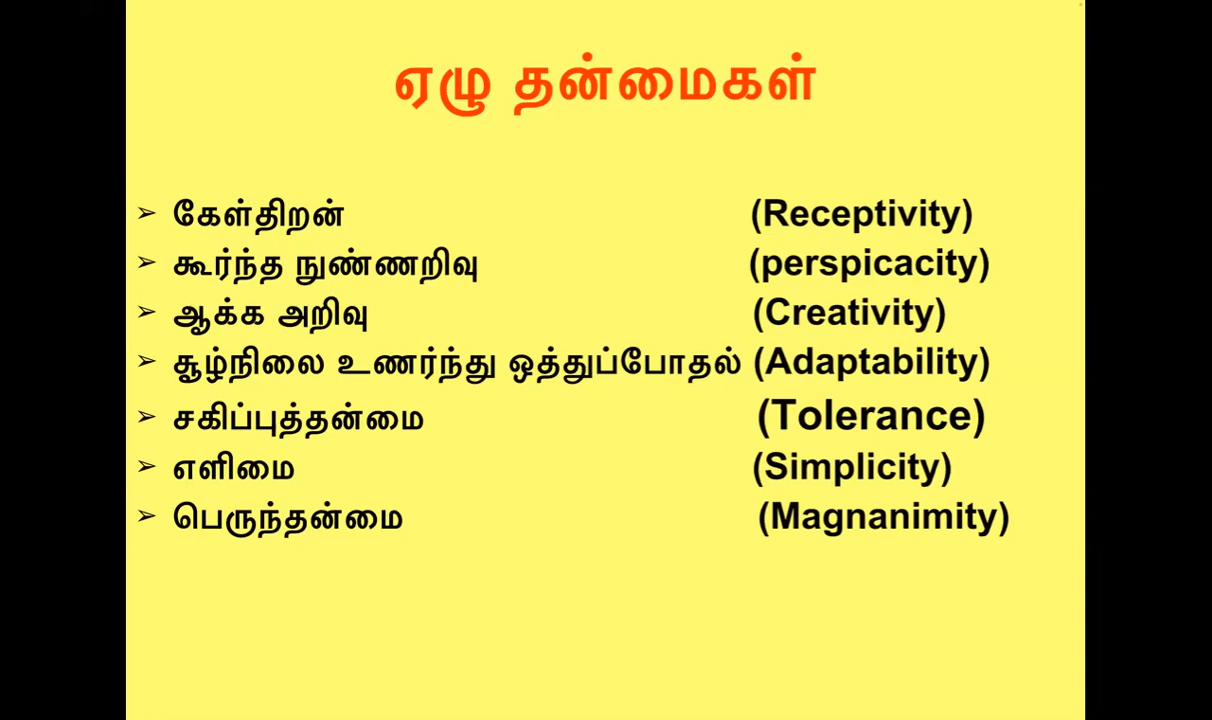 ஏழு தன்மைகள்
➢ கேள்திறன் (Receptivity)
➢ கூர்ந்த நுண்ணறிவு (perspicacity)
➢ ஆக்க அறிவு (Creativity)
➢ சூழ்நிலை உணர்ந்து ஒத்துப்போதல் (Adaptability)
➢ சகிப்புத்தன்மை (Tolerance)
➢ எளிமை (Simplicity)
➢ பெருந்தன்மை (Magnanimity)